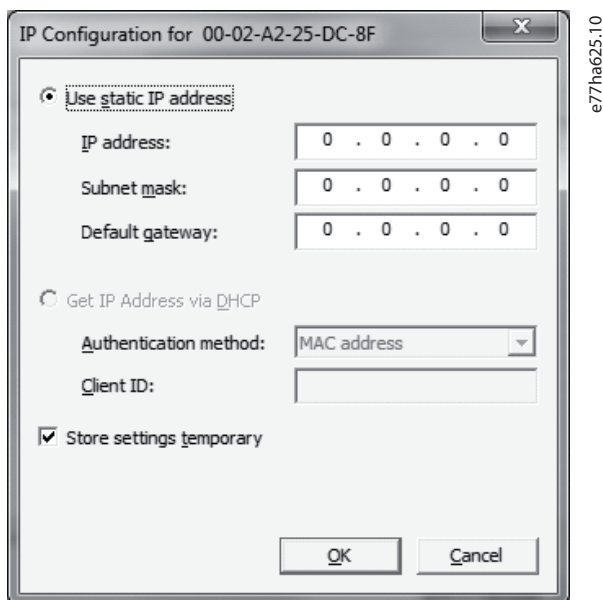 IP Configuration for 00-02-A2-25-DC-8F
X
Use static IP address
IP address: 0 . 0 . 0 . 0
Subnet mask: 0 . 0 . 0 . 0
Default gateway: 0 . 0 . 0 . 0
Get IP Address via DHCP
Authentication method: MAC address
Client ID:
Store settings temporary
OK Cancel
e77ha625.10